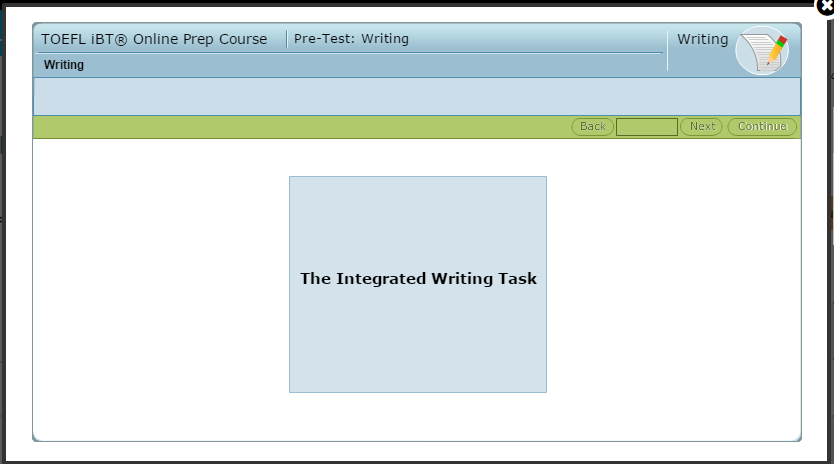 TOEFL iBT® Online Prep Course
Pre-Test: Writing
Writing
Writing
Back
Next
Continue
The Integrated Writing Task